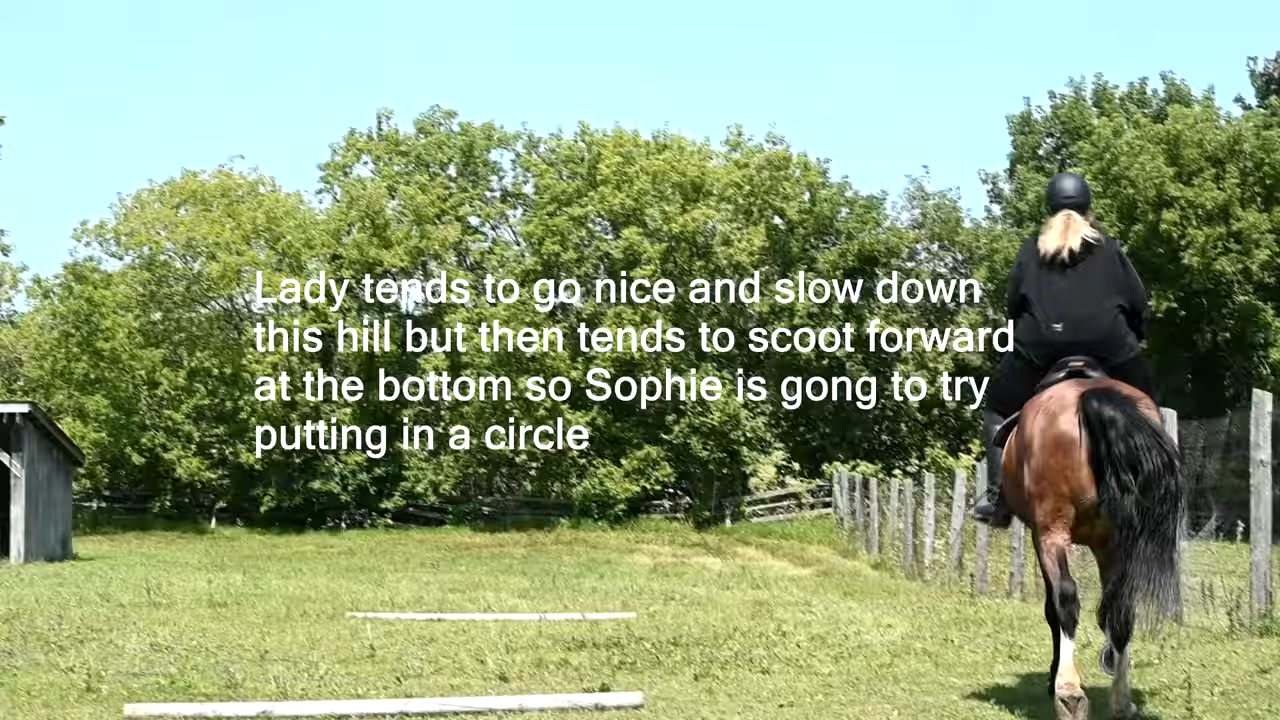 Lady tends to go nice and slow down
this hill but then tends to scoot forward
at the bottom so Sophie is gong to try
putting in a circle